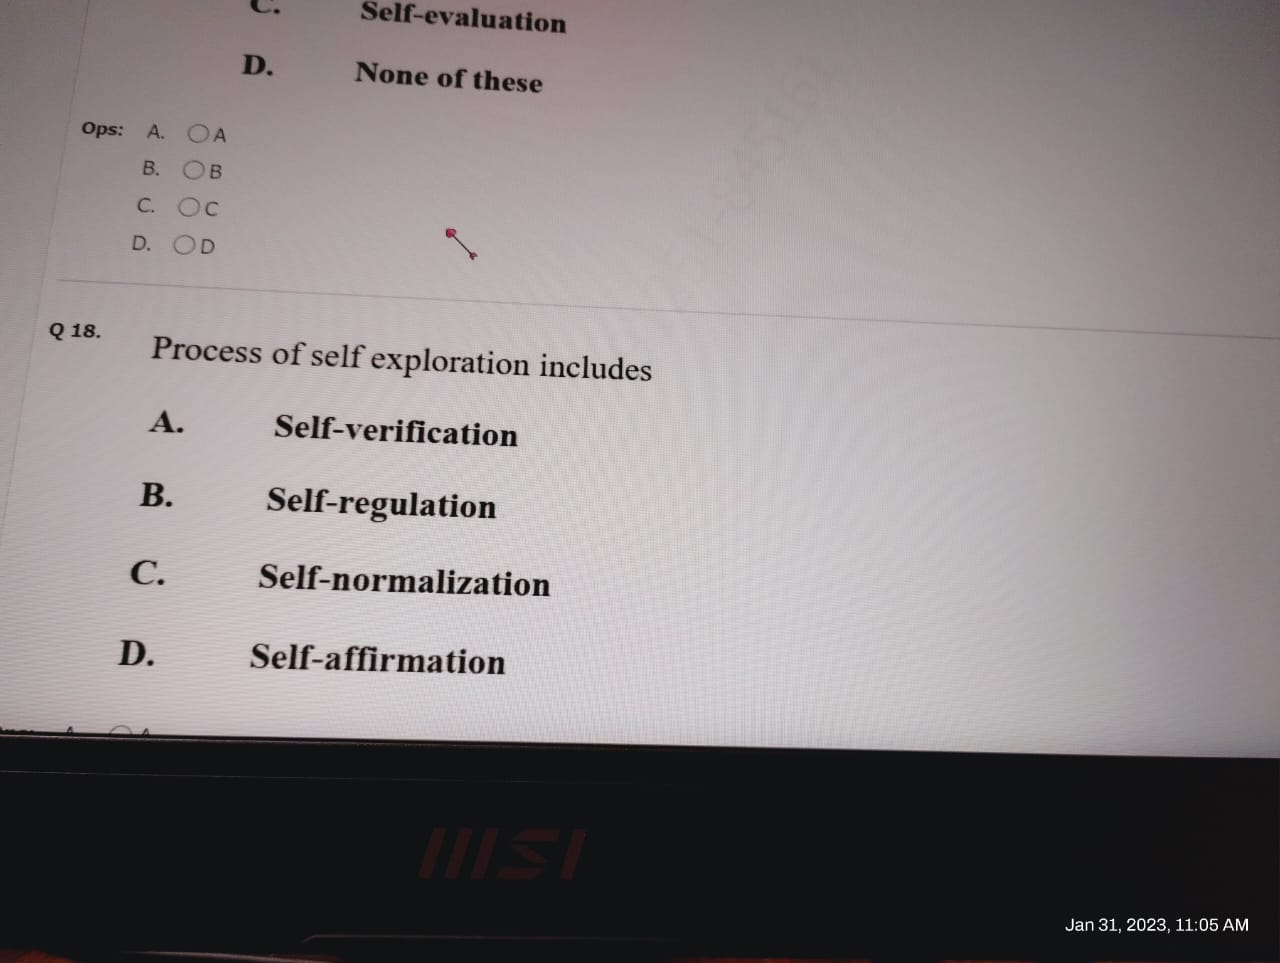 C. Self-evaluation
D. None of these
Ops: A. A
B. B
C. C
D. D
Q 18. Process of self exploration includes
A. Self-verification
B. Self-regulation
C. Self-normalization
D. Self-affirmation
msi
Jan 31, 2023, 11:05 AM